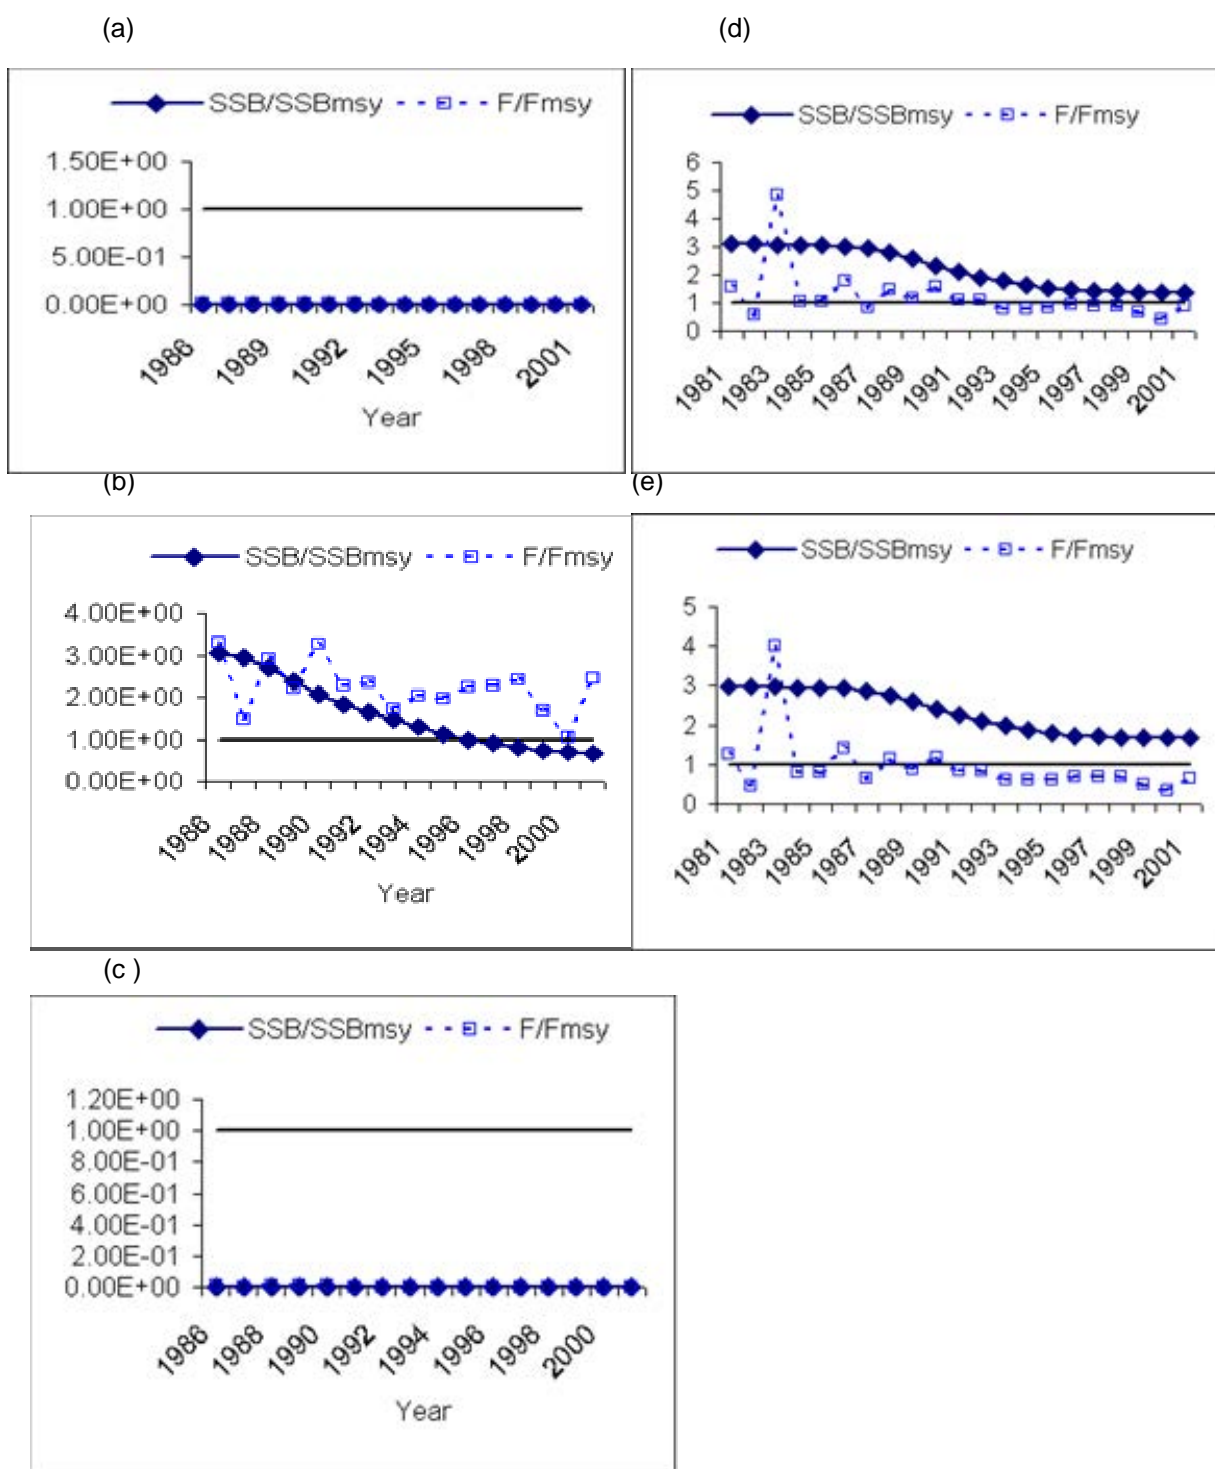 (a)
SSB/SSBmsy F/Fmsy
1.50E+00
1.00E+00
5.00E-01
0.00E+00
1986 1989 1992 1995 1998 2001
Year
(d)
SSB/SSBmsy F/Fmsy
6
5
4
3
2
1
0
1981 1983 1985 1987 1989 1991 1993 1995 1997 1999 2001
(b)
SSB/SSBmsy F/Fmsy
4.00E+00
3.00E+00
2.00E+00
1.00E+00
0.00E+00
1986 1988 1990 1992 1994 1996 1998 2000
Year
(e)
SSB/SSBmsy F/Fmsy
5
4
3
2
1
0
1981 1983 1985 1987 1989 1991 1993 1995 1997 1999 2001
(c )
SSB/SSBmsy F/Fmsy
1.20E+00
1.00E+00
8.00E-01
6.00E-01
4.00E-01
2.00E-01
0.00E+00
1986 1988 1990 1992 1994 1996 1998 2000
Year